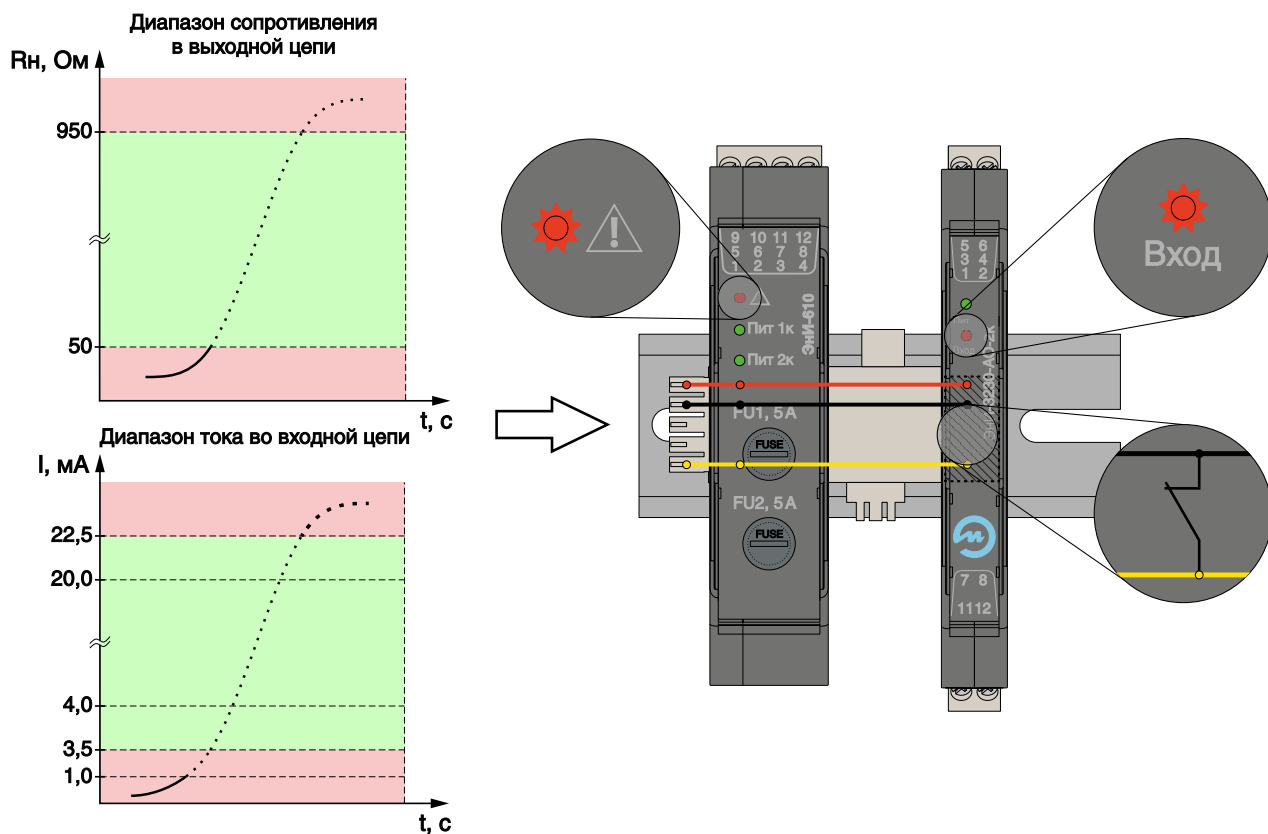 Диапазон сопротивления
в выходной цепи
Rн, Ом
950
50
t, с
Диапазон тока во входной цепи
I, мА
22,5
20,0
4,0
3,5
1,0
t, с
9 10 11 12
5 6 7 8
1 2 3 4
Пит 1к
Пит 2к
ЭнИ-610
FU1, 5A
FUSE
FU2, 5A
FUSE
5 6
3 4
1 2
Пит
Вход
7 8
1112
Вход